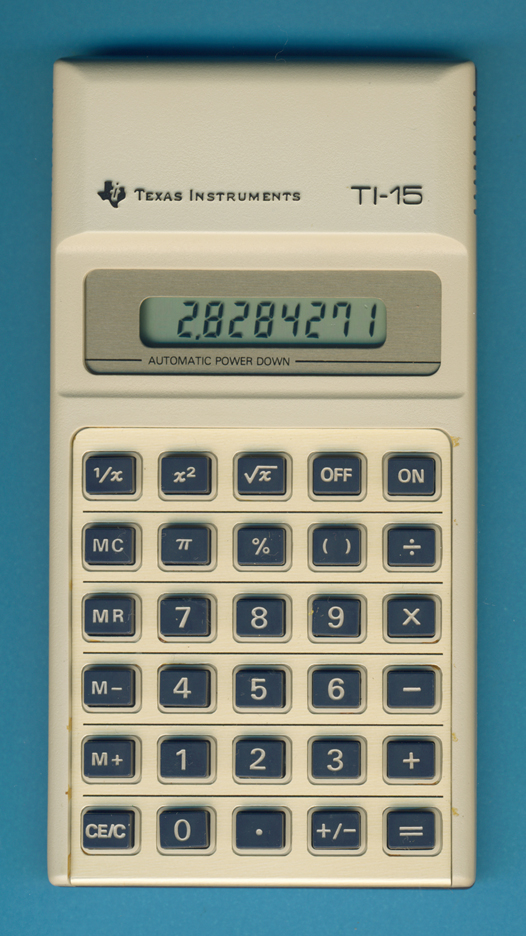 TEXAS INSTRUMENTS TI-15
2.8284271
AUTOMATIC POWER DOWN
1/x x² √x OFF ON
MC π % ( ) ÷
MR 7 8 9 ×
M- 4 5 6 −
M+ 1 2 3 +
CE/C 0 . +/- =